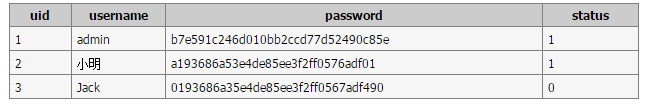 uid username password status
1 admin b7e591c246d010bb2ccd77d52490c85e 1
2 小明 a193686a53e4de85ee3f2ff0576adf01 1
3 Jack 0193686a35e4de85ee3f2ff0567adf490 0